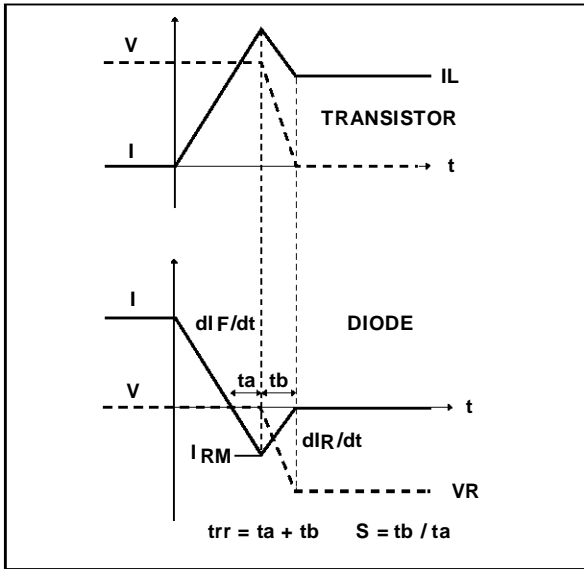 V
IL
TRANSISTOR
I
t
I
dI F/dt
DIODE
ta tb
V
t
I RM
dIR/dt
VR
trr = ta + tb S = tb / ta